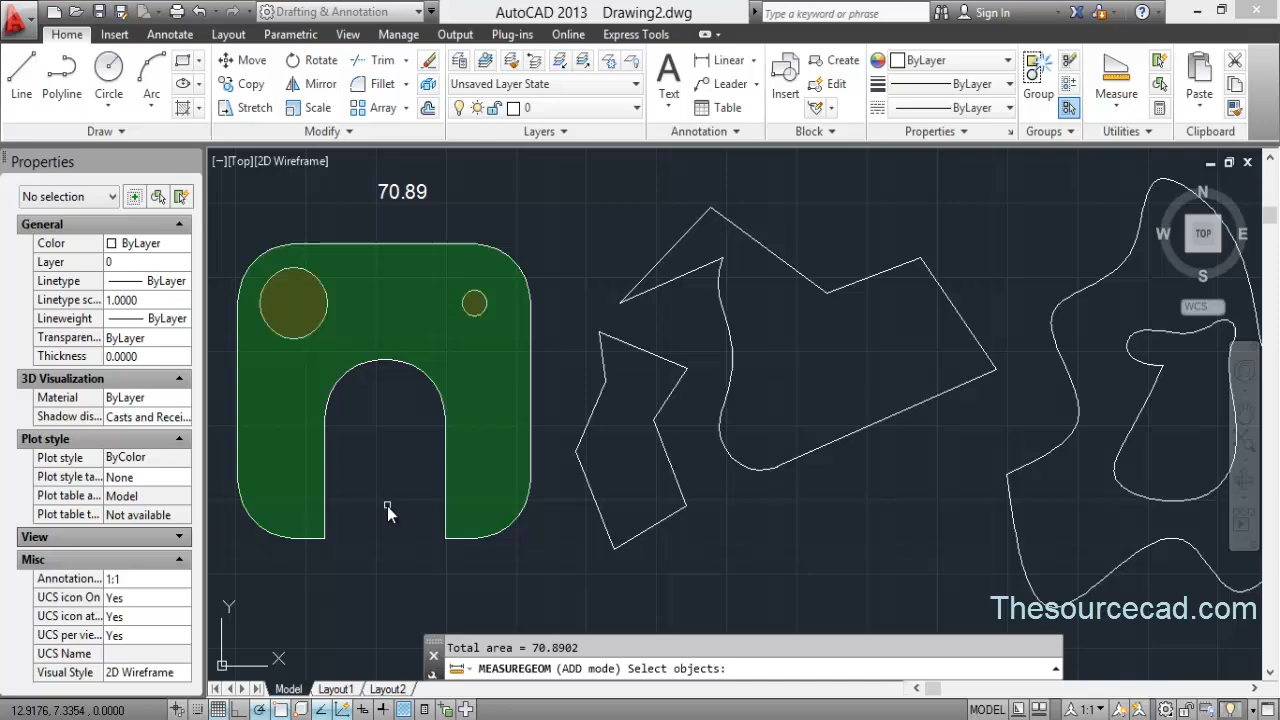 Drafting & Annotation
AutoCAD 2013 Drawing2.dwg
Type a keyword or phrase
Sign In
Home Insert Annotate Layout Parametric View Manage Output Plug-ins Online Express Tools
Line Polyline Circle Arc
Move Rotate Trim
Copy Mirror Fillet
Stretch Scale Array
Unsaved Layer State
0
Text
Linear
Leader
Table
Insert
Create
Edit
ByLayer
ByLayer
ByLayer
Group
Measure
Paste
Draw Modify Layers Annotation Block Properties Groups Utilities Clipboard
Properties
No selection
General
Color ByLayer
Layer 0
Linetype ByLayer
Linetype sc... 1.0000
Lineweight ByLayer
Transparen... ByLayer
Thickness 0.0000
3D Visualization
Material ByLayer
Shadow dis... Casts and Recei...
Plot style
Plot style ByColor
Plot style ta... None
Plot table a... Model
Plot table t... Not available
View
Misc
Annotation... 1:1
UCS icon On Yes
UCS icon at... Yes
UCS per vie... Yes
UCS Name
Visual Style 2D Wireframe
[−][Top][2D Wireframe]
70.89
N
W TOP E
S
WCS
Thesourcecad.com
Y
X
Total area = 70.8902
MEASUREGEOM (ADD mode) Select objects:
Model Layout1 Layout2
12.9176, 7.3354 , 0.0000
MODEL
1:1